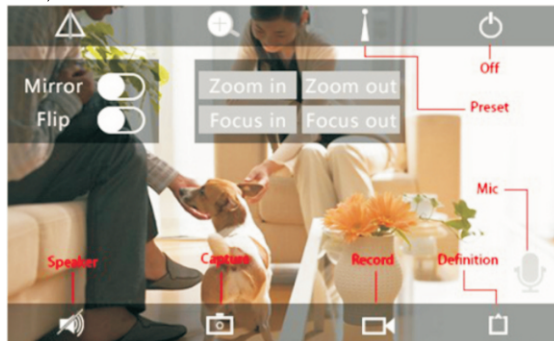 Off
Mirror
Zoom in Zoom out
Preset
Flip
Focus in Focus out
Mic
Speaker
Capture
Record
Definition